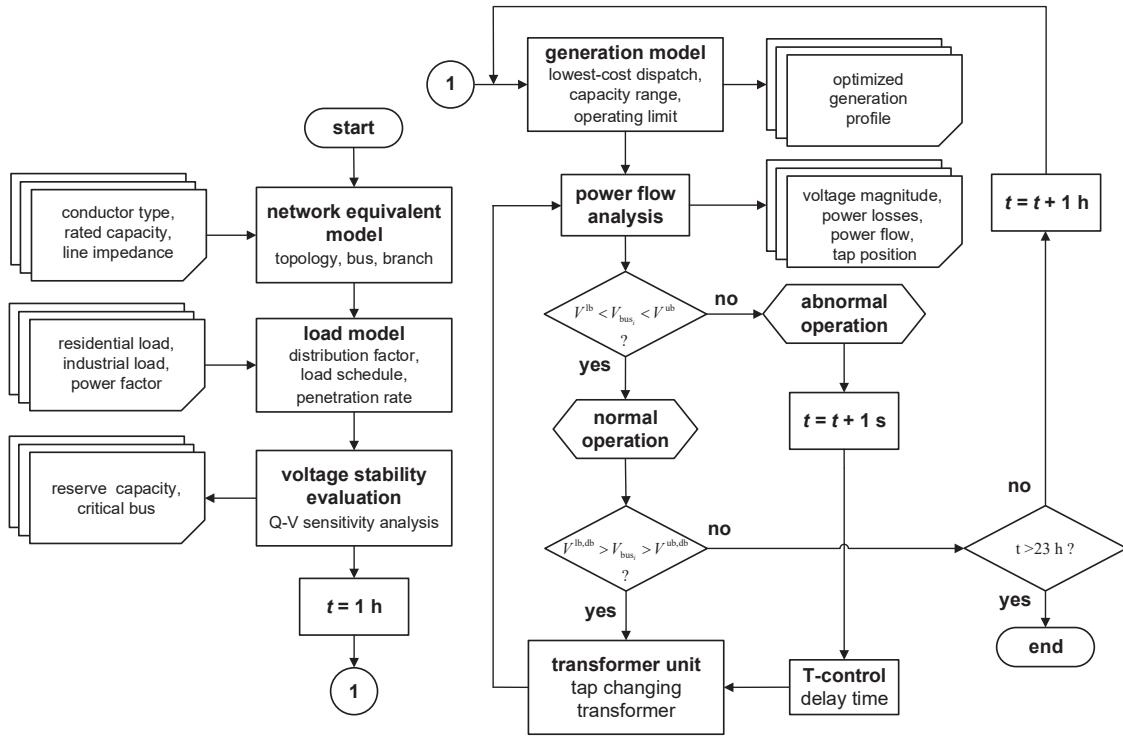 start
conductor type,
rated capacity,
line impedance
network equivalent
model
topology, bus, branch
residential load,
industrial load,
power factor
load model
distribution factor,
load schedule,
penetration rate
reserve capacity,
critical bus
voltage stability
evaluation
Q-V sensitivity analysis
t = 1 h
1
1
generation model
lowest-cost dispatch,
capacity range,
operating limit
optimized
generation
profile
power flow
analysis
voltage magnitude,
power losses,
power flow,
tap position
t = t + 1 h
V^lb < V_bus_i < V^ub
?
no
yes
abnormal
operation
normal
operation
t = t + 1 s
V^lb,db > V_bus_i > V^ub,db
?
no
yes
t >23 h ?
no
yes
end
transformer unit
tap changing
transformer
T-control
delay time